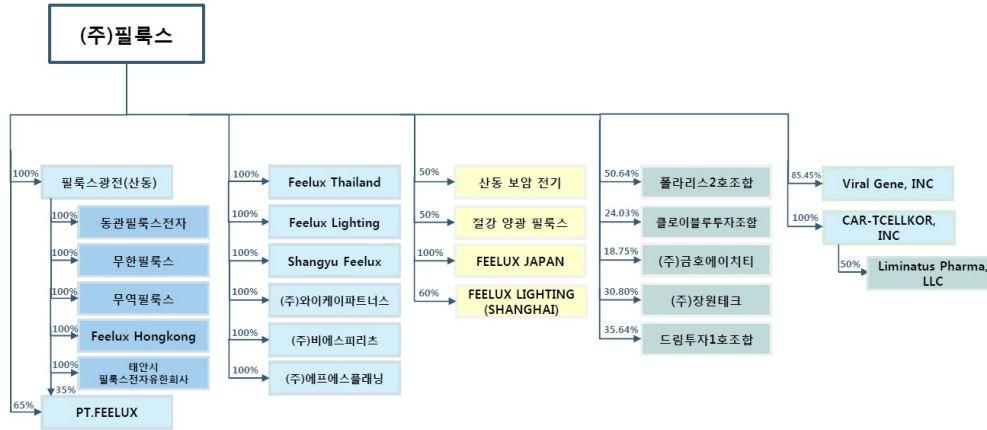 (주)필룩스
100%
필룩스광전(산동)
100%
동관필룩스전자
100%
무한필룩스
100%
무역필룩스
100%
Feelux Hongkong
100%
태안시
필룩스전자유한회사
35%
65%
PT.FEELUX
100%
Feelux Thailand
100%
Feelux Lighting
100%
Shangyu Feelux
100%
(주)와이케이파트너스
100%
(주)비에스피리츠
100%
(주)에프에스플래닝
50%
산동 보암 전기
50%
절강 양광 필룩스
100%
FEELUX JAPAN
60%
FEELUX LIGHTING
(SHANGHAI)
50.64%
폴라리스2호조합
24.03%
클로이블루투자조합
18.75%
(주)금호에이치티
30.80%
(주)장원테크
35.64%
드림투자1호조합
85.45%
Viral Gene, INC
100%
CAR-TCELLKOR,
INC
50%
Liminatus Pharma,
LLC